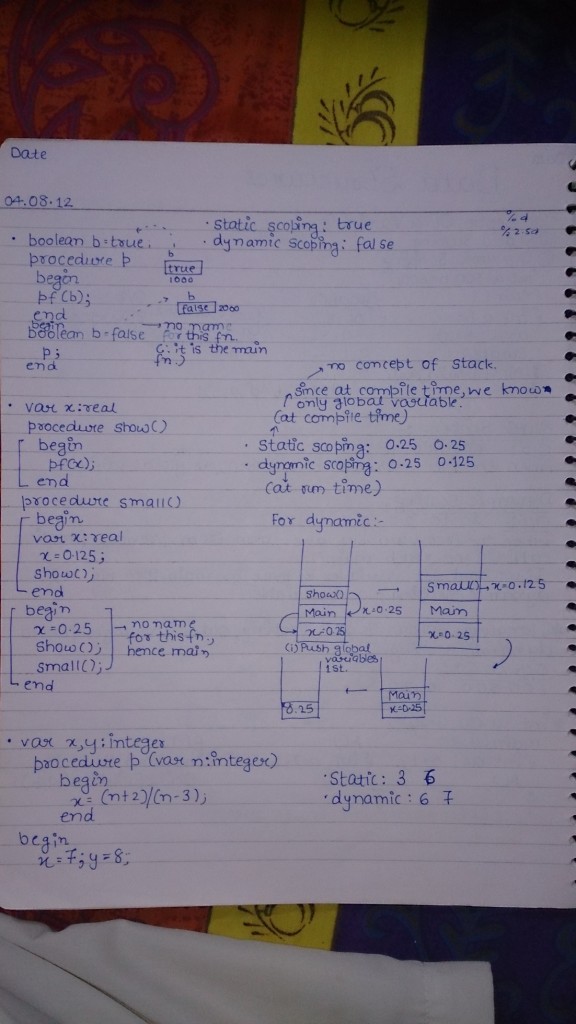 Date
04.08.12
· static scoping: true
%d
· boolean b=true;
· dynamic scoping: false
%2.5d
procedure p
b
true
1000
begin
pf(b);
b
false 2000
end
begin
→ no name
boolean b=false
for this fn.
p;
(∵ it is the main
fn.)
end
→ no concept of stack.
since at compile time, we know
only global variable.
· var x:real
(at compile time)
procedure show()
begin
· Static scoping: 0.25 0.25
pf(x);
· dynamic scoping: 0.25 0.125
end
(at run time)
procedure small()
begin
For dynamic:-
var x:real
x=0.125;
show();
end
show()
→
small() → x=0.125
Main
x=0.25
Main
x=0.25
x=0.25
begin
x=0.25
show();
small();
end
→ no name
for this fn,
hence main
(i) Push global
variables
1st.
0.25
←
Main
x=0.25
· var x,y:integer
procedure p (var n:integer)
begin
· Static: 3 6
x= (n+2)/(n-3);
· dynamic: 6 7
end
begin
x=7; y=8;